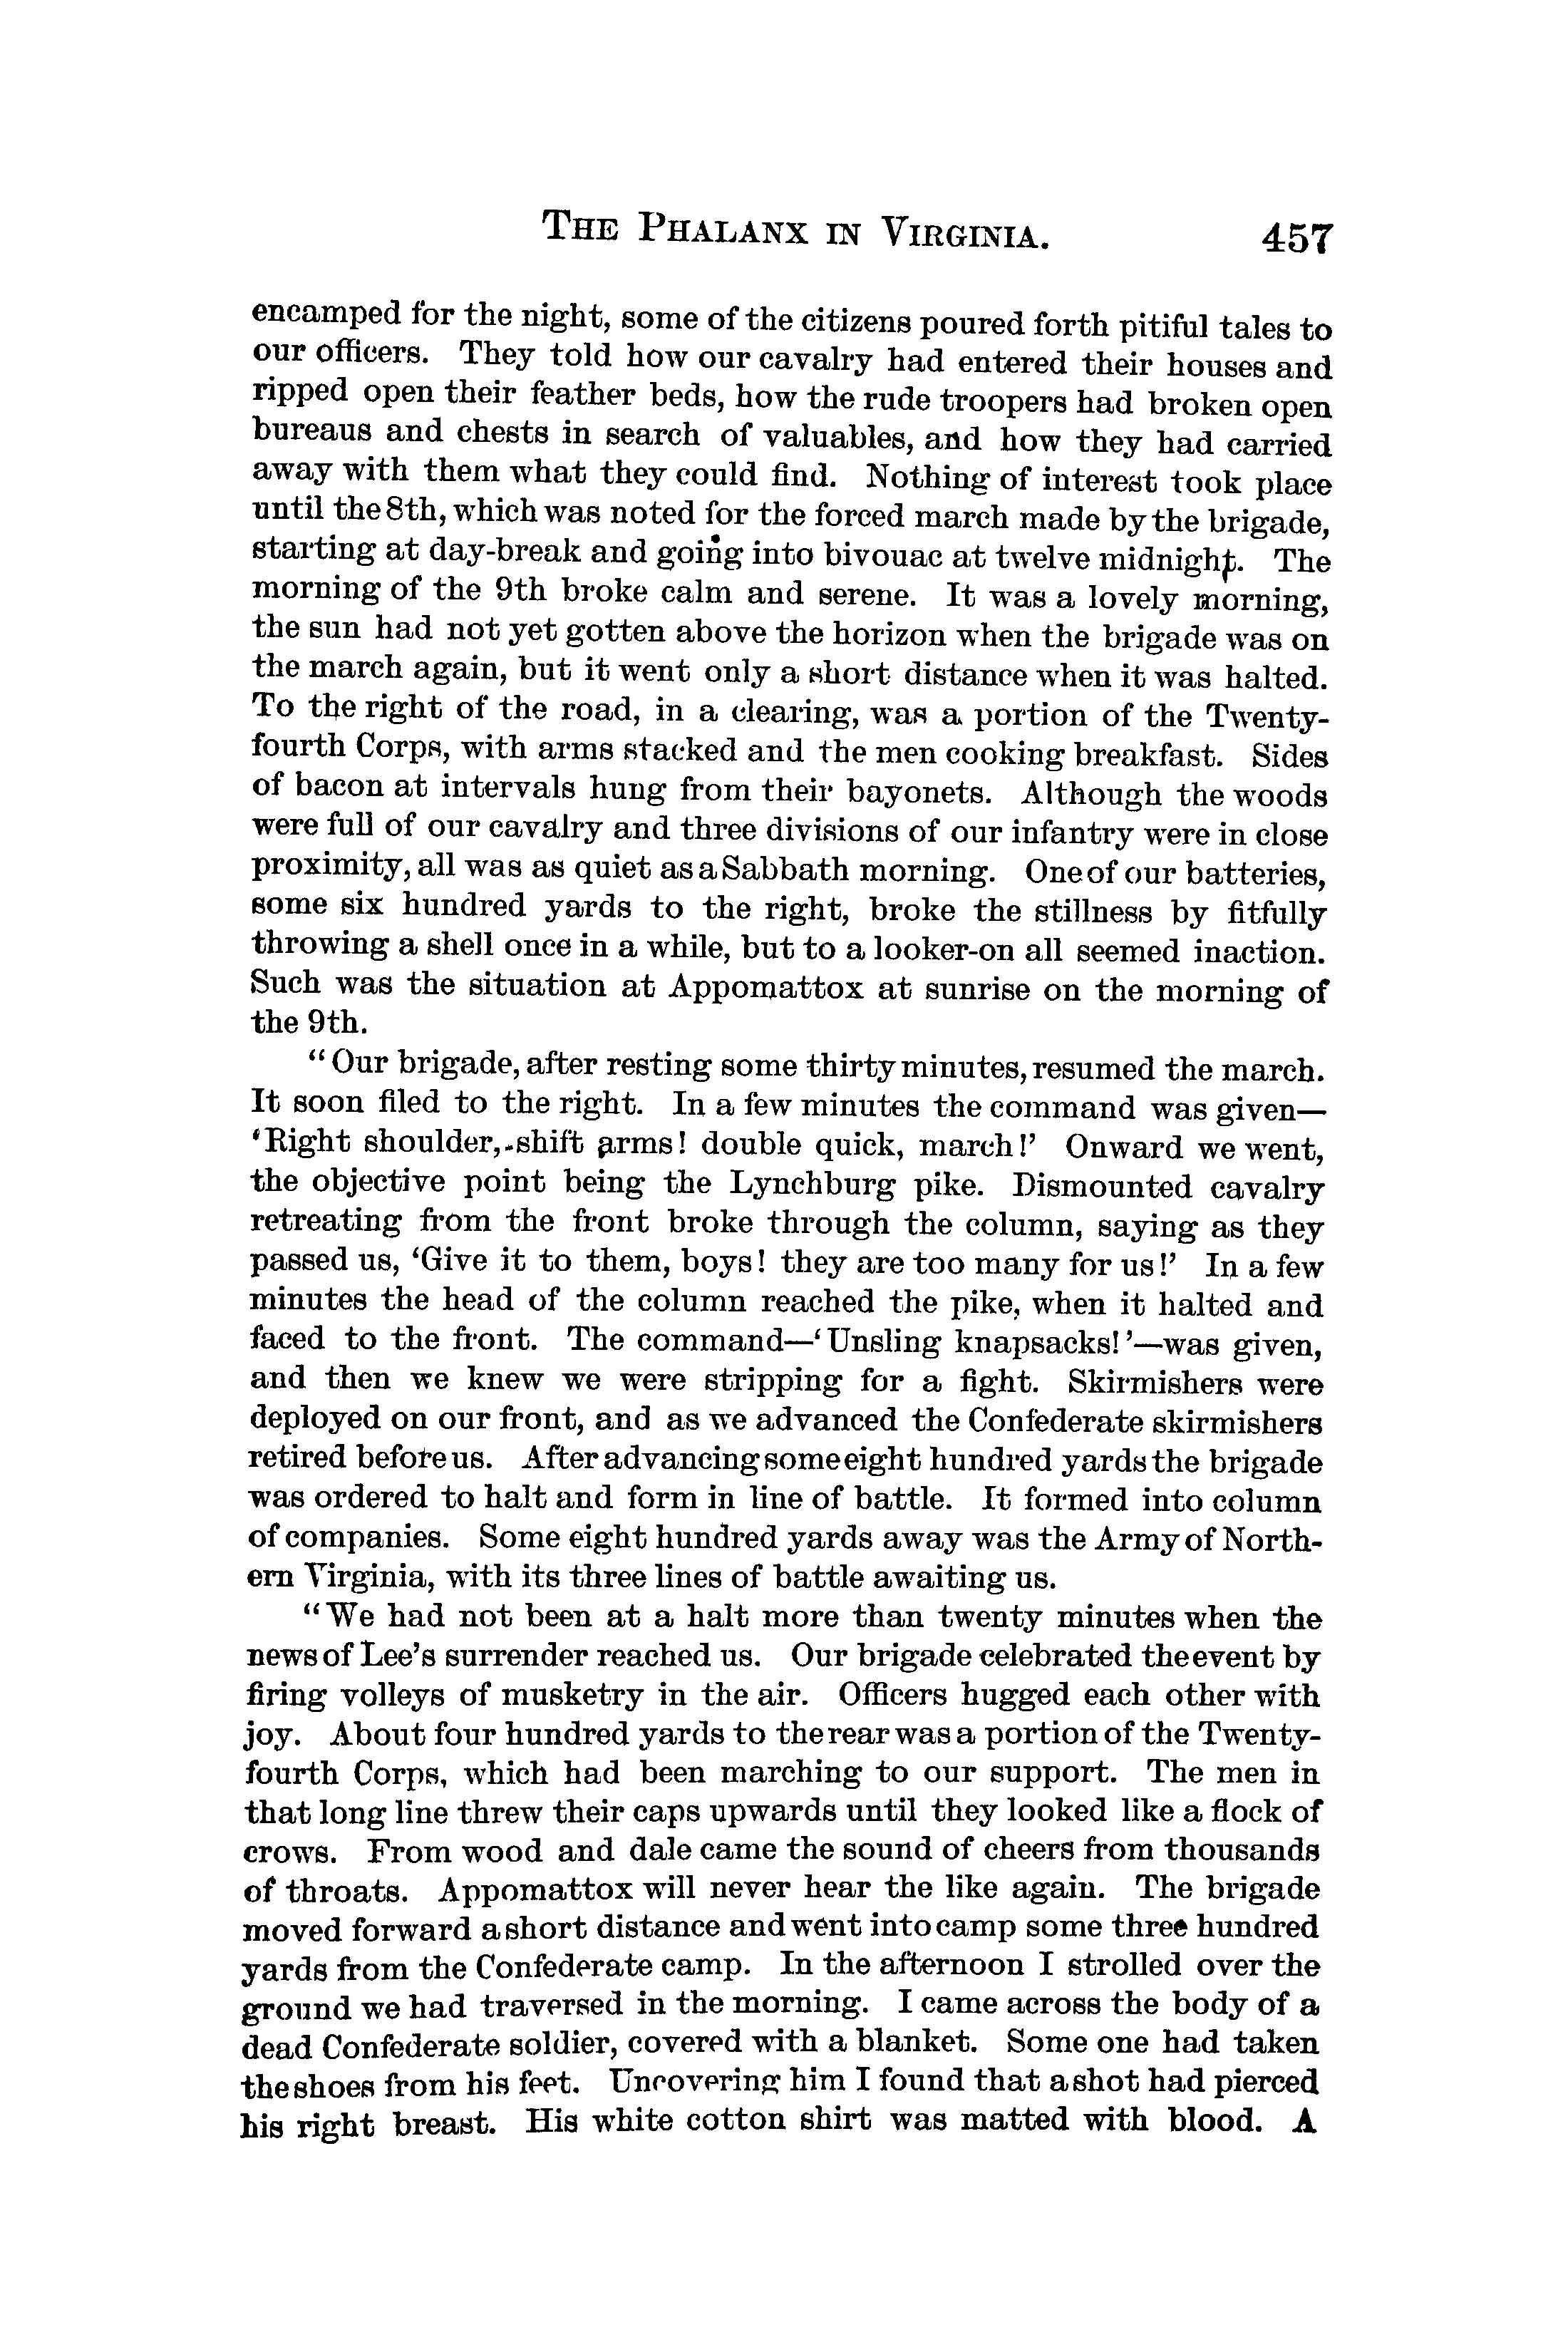 THE PHALANX IN VIRGINIA. 457
encamped for the night, some of the citizens poured forth pitiful tales to
our officers. They told how our cavalry had entered their houses and
ripped open their feather beds, how the rude troopers had broken open
bureaus and chests in search of valuables, and how they had carried
away with them what they could find. Nothing of interest took place
until the 8th, which was noted for the forced march made by the brigade,
starting at day-break and going into bivouac at twelve midnight. The
morning of the 9th broke calm and serene. It was a lovely morning,
the sun had not yet gotten above the horizon when the brigade was on
the march again, but it went only a short distance when it was halted.
To the right of the road, in a clearing, was a portion of the Twenty-
fourth Corps, with arms stacked and the men cooking breakfast. Sides
of bacon at intervals hung from their bayonets. Although the woods
were full of our cavalry and three divisions of our infantry were in close
proximity, all was as quiet as a Sabbath morning. One of our batteries,
some six hundred yards to the right, broke the stillness by fitfully
throwing a shell once in a while, but to a looker-on all seemed inaction.
Such was the situation at Appomattox at sunrise on the morning of
the 9th.
"Our brigade, after resting some thirty minutes, resumed the march.
It soon filed to the right. In a few minutes the command was given—
'Right shoulder,-shift arms! double quick, march!' Onward we went,
the objective point being the Lynchburg pike. Dismounted cavalry
retreating from the front broke through the column, saying as they
passed us, 'Give it to them, boys! they are too many for us!' In a few
minutes the head of the column reached the pike, when it halted and
faced to the front. The command—'Unsling knapsacks!'—was given,
and then we knew we were stripping for a fight. Skirmishers were
deployed on our front, and as we advanced the Confederate skirmishers
retired before us. After advancing some eight hundred yards the brigade
was ordered to halt and form in line of battle. It formed into column
of companies. Some eight hundred yards away was the Army of North-
ern Virginia, with its three lines of battle awaiting us.
"We had not been at a halt more than twenty minutes when the
news of Lee's surrender reached us. Our brigade celebrated the event by
firing volleys of musketry in the air. Officers hugged each other with
joy. About four hundred yards to the rear was a portion of the Twenty-
fourth Corps, which had been marching to our support. The men in
that long line threw their caps upwards until they looked like a flock of
crows. From wood and dale came the sound of cheers from thousands
of throats. Appomattox will never hear the like again. The brigade
moved forward a short distance and went into camp some three hundred
yards from the Confederate camp. In the afternoon I strolled over the
ground we had traversed in the morning. I came across the body of a
dead Confederate soldier, covered with a blanket. Some one had taken
the shoes from his feet. Uncovering him I found that a shot had pierced
his right breast. His white cotton shirt was matted with blood. A